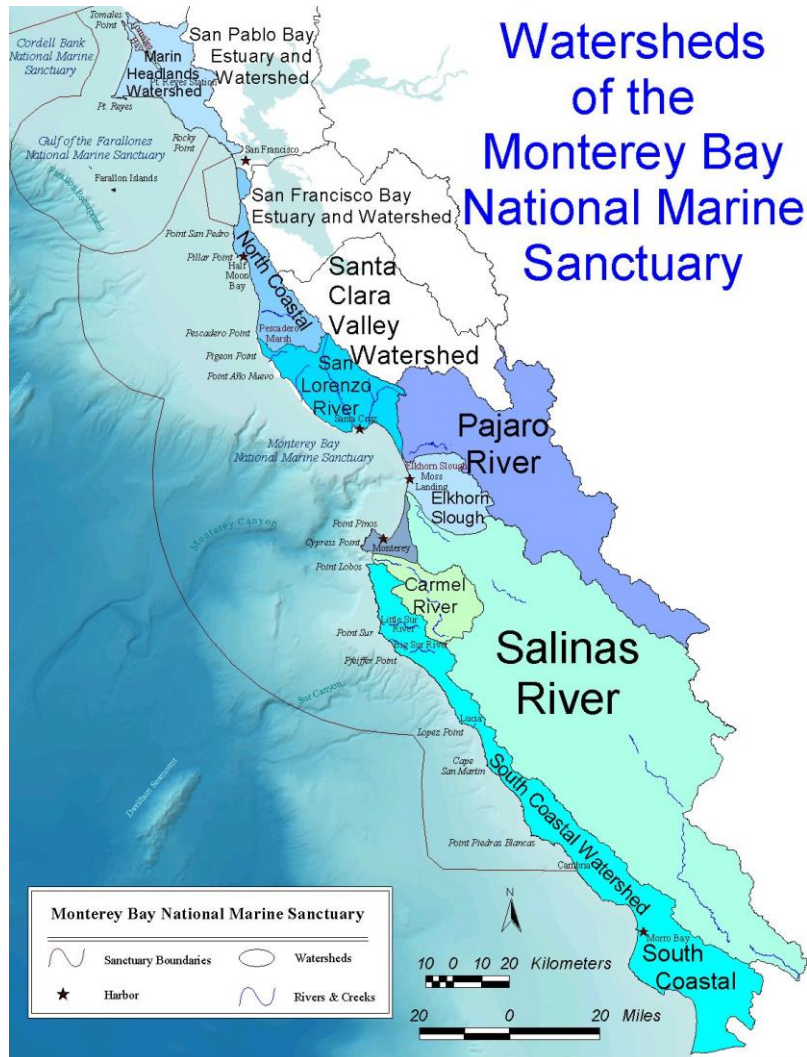 Watersheds
of the
Monterey Bay
National Marine
Sanctuary
Tomales
Point
Tomales
Bay
Cordell Bank
National Marine
Sanctuary
Marin
Headlands
Watershed
Pt. Reyes Station
San Pablo Bay
Estuary and
Watershed
Pt. Reyes
Rocky
Point
San Francisco
Gulf of the Farallones
National Marine Sanctuary
Farallon Islands
Farallon Escarpment
San Francisco Bay
Estuary and Watershed
Point San Pedro
Pillar Point
Half
Moon
Bay
North Coastal
Santa
Clara
Valley
Watershed
Pescadero
Marsh
Pescadero Point
Pigeon Point
Point Año Nuevo
San
Lorenzo
River
Santa Cruz
Pajaro
River
Monterey Bay
National Marine Sanctuary
Elkhorn Slough
Moss
Landing
Elkhorn
Slough
Monterey Canyon
Point Pinos
Cypress Point
Monterey
Point Lobos
Carmel
River
Little Sur
River
Big Sur River
Point Sur
Pfeiffer Point
Sur Canyon
Salinas
River
Lucia
Lopez Point
Cape
San Martin
South Coastal Watershed
Davidson Seamount
Point Piedras Blancas
Cambria
Morro Bay
South
Coastal
Monterey Bay National Marine Sanctuary
Sanctuary Boundaries
Watersheds
Harbor
Rivers & Creeks
N
10 0 10 20 Kilometers
20 0 20 Miles